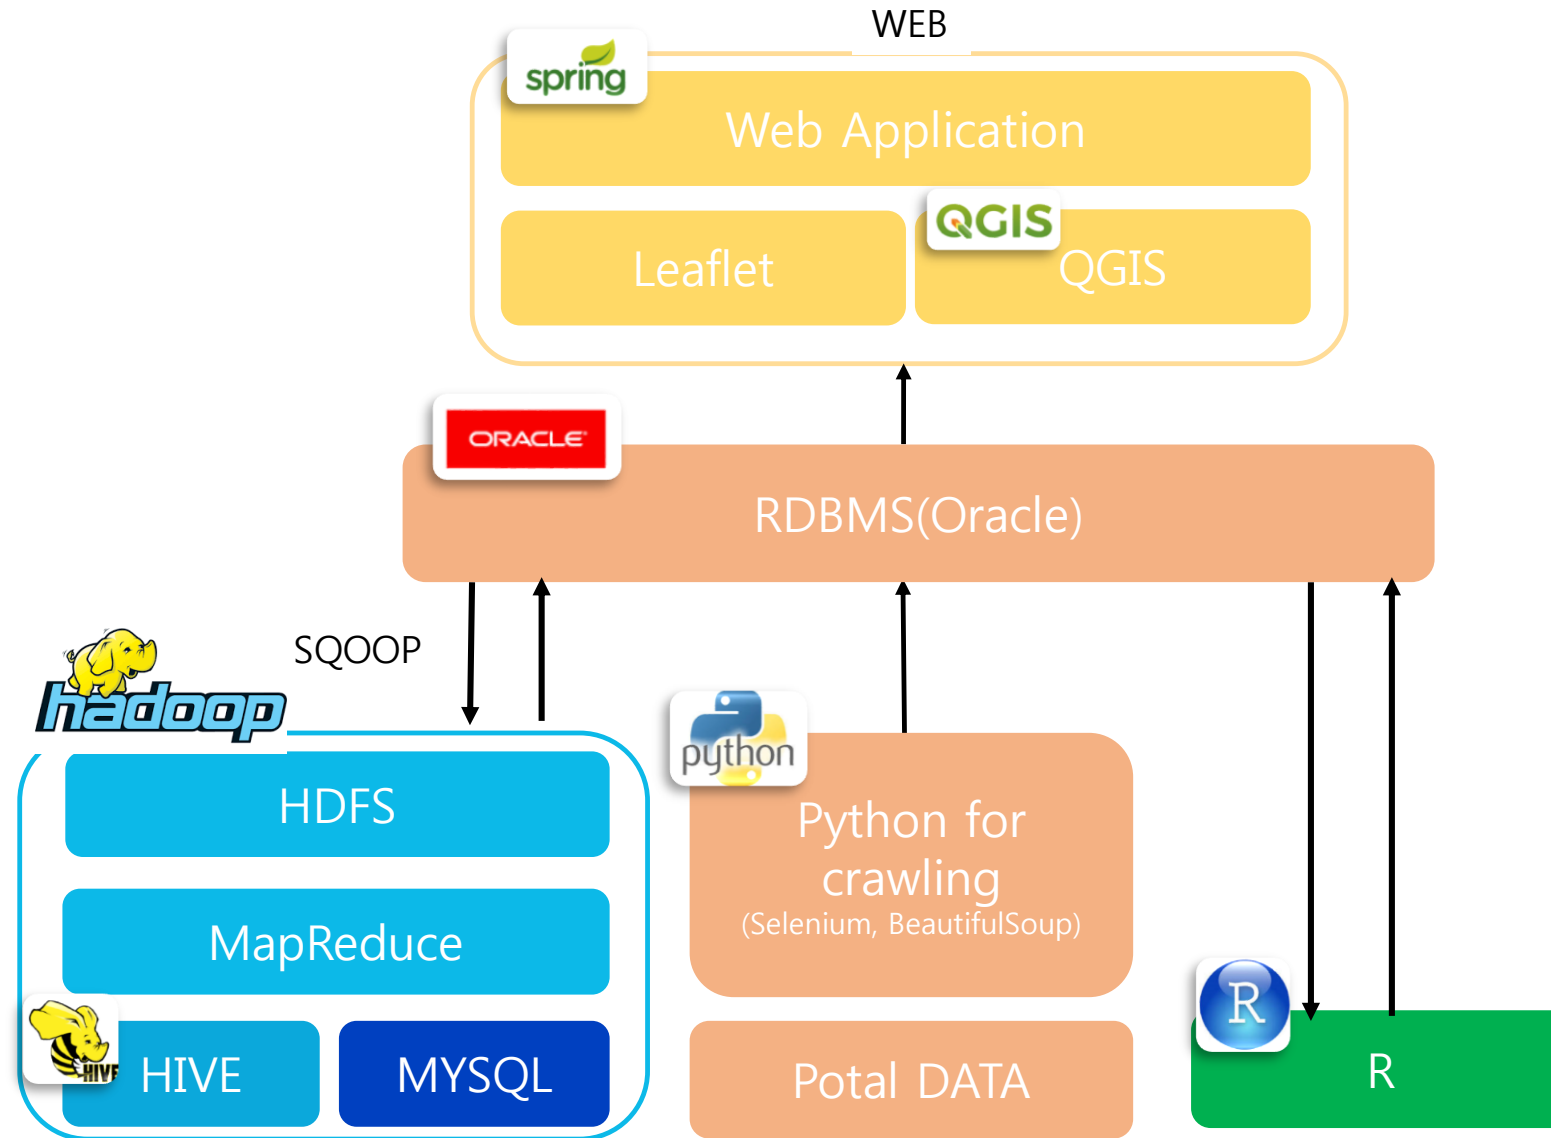 WEB
spring
Web Application
Leaflet
QGIS
QGIS
ORACLE
RDBMS(Oracle)
SQOOP
hadoop
HDFS
MapReduce
HIVE
HIVE
MYSQL
python
Python for
crawling
(Selenium, BeautifulSoup)
Potal DATA
R
R